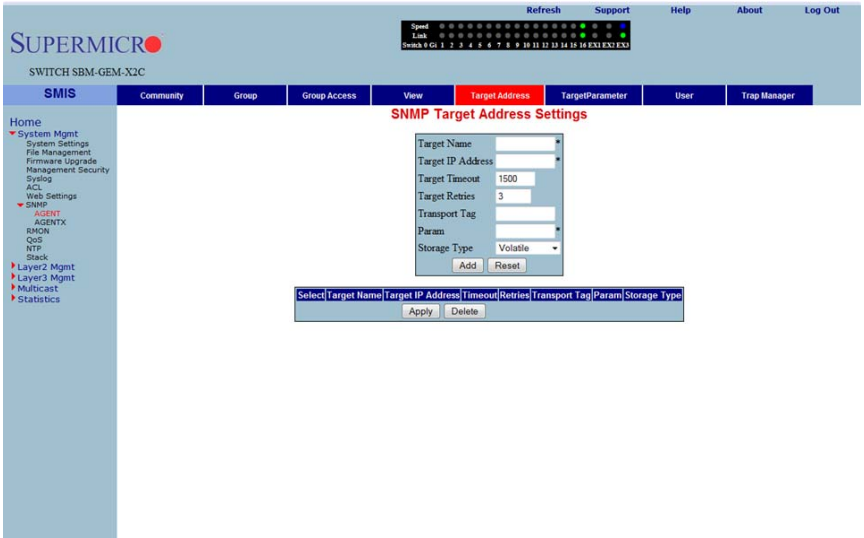 Refresh Support Help About Log Out
SUPERMICRO
Speed
Link
Switch 0 Gi 1 2 3 4 5 6 7 8 9 10 11 12 13 14 15 16 EX1 EX2 EX3
SWITCH SBM-GEM-X2C
SMIS Community Group Group Access View Target Address TargetParameter User Trap Manager
Home
System Mgmt
System Settings
File Management
Firmware Upgrade
Management Security
Syslog
ACL
Web Settings
SNMP
AGENT
AGENTX
RMON
QoS
NTP
Stack
Layer2 Mgmt
Layer3 Mgmt
Multicast
Statistics
SNMP Target Address Settings
Target Name *
Target IP Address *
Target Timeout 1500
Target Retries 3
Transport Tag
Param *
Storage Type Volatile
Add Reset
Select Target Name Target IP Address Timeout Retries Transport Tag Param Storage Type
Apply Delete